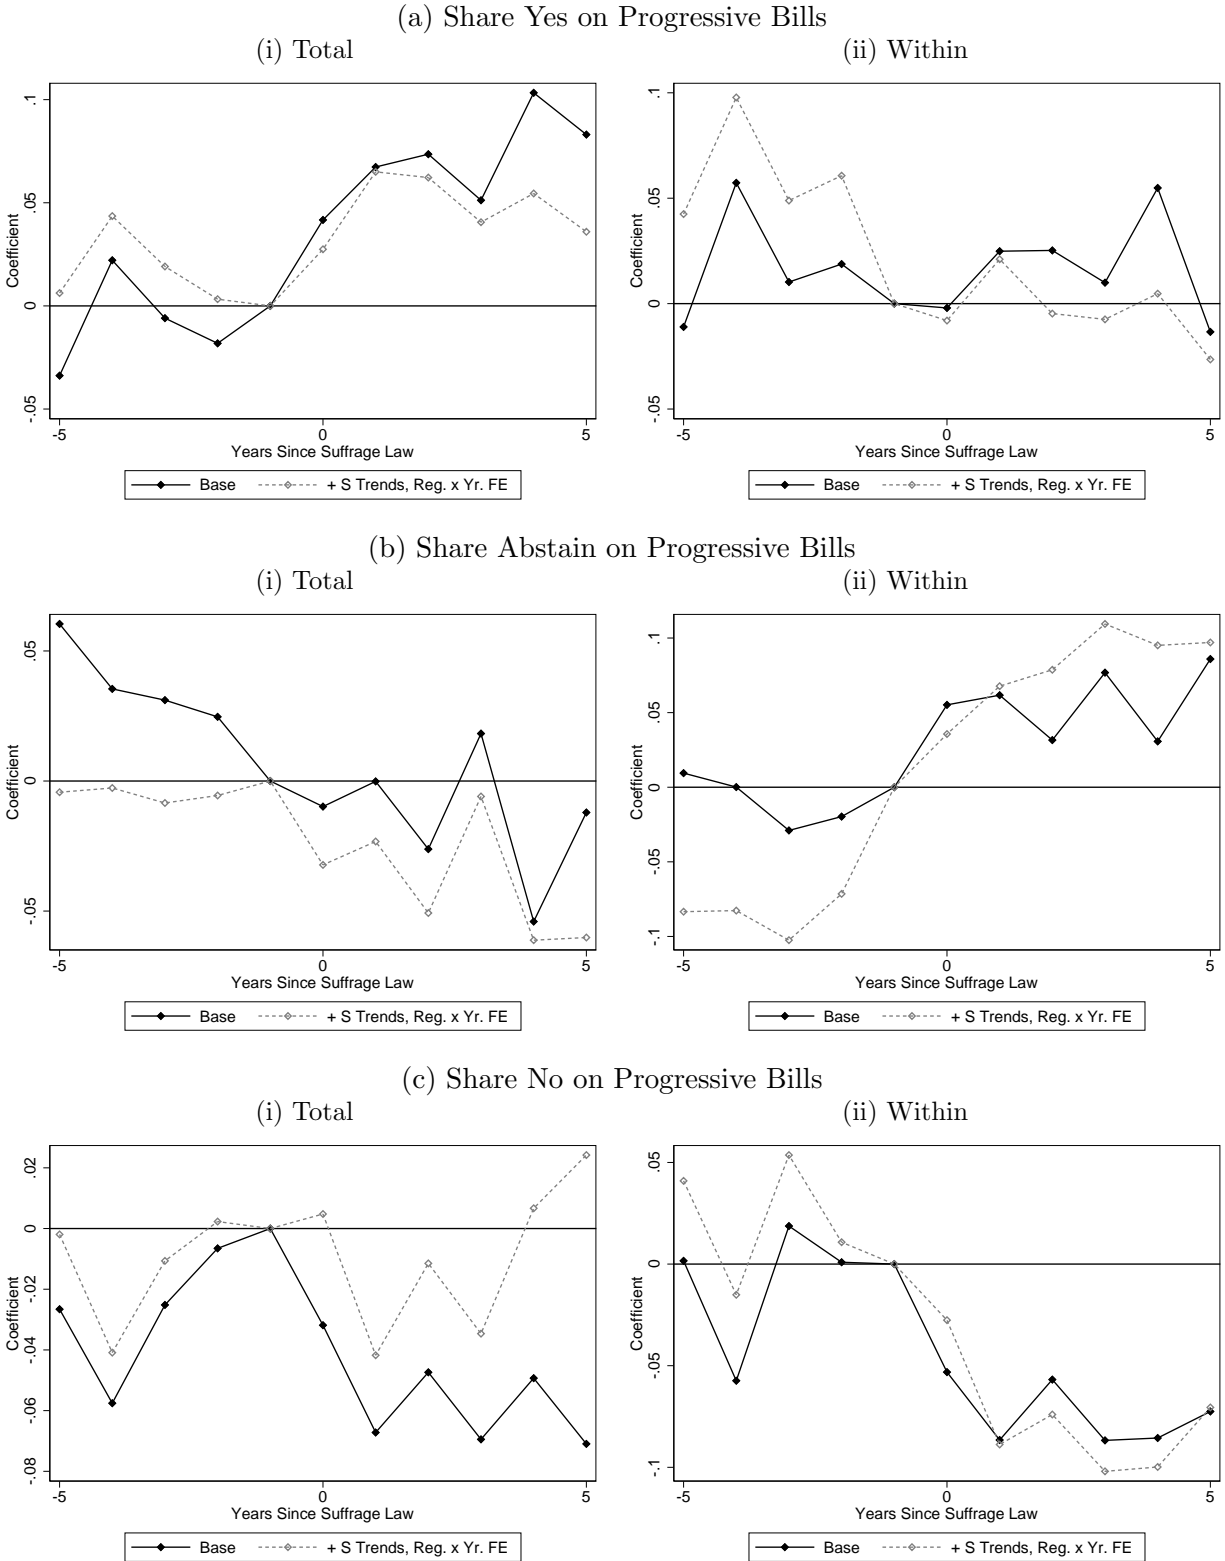 (a) Share Yes on Progressive Bills
(i) Total
(ii) Within
Coefficient
.1
.05
0
-.05
-5
0
5
Years Since Suffrage Law
Base
+ S Trends, Reg. x Yr. FE
Coefficient
.1
.05
0
-.05
-5
0
5
Years Since Suffrage Law
Base
+ S Trends, Reg. x Yr. FE
(b) Share Abstain on Progressive Bills
(i) Total
(ii) Within
Coefficient
.05
0
-.05
-5
0
5
Years Since Suffrage Law
Base
+ S Trends, Reg. x Yr. FE
Coefficient
.1
.05
0
-.05
-.1
-5
0
5
Years Since Suffrage Law
Base
+ S Trends, Reg. x Yr. FE
(c) Share No on Progressive Bills
(i) Total
(ii) Within
Coefficient
.02
0
-.02
-.04
-.06
-.08
-5
0
5
Years Since Suffrage Law
Base
+ S Trends, Reg. x Yr. FE
Coefficient
.05
0
-.05
-.1
-5
0
5
Years Since Suffrage Law
Base
+ S Trends, Reg. x Yr. FE